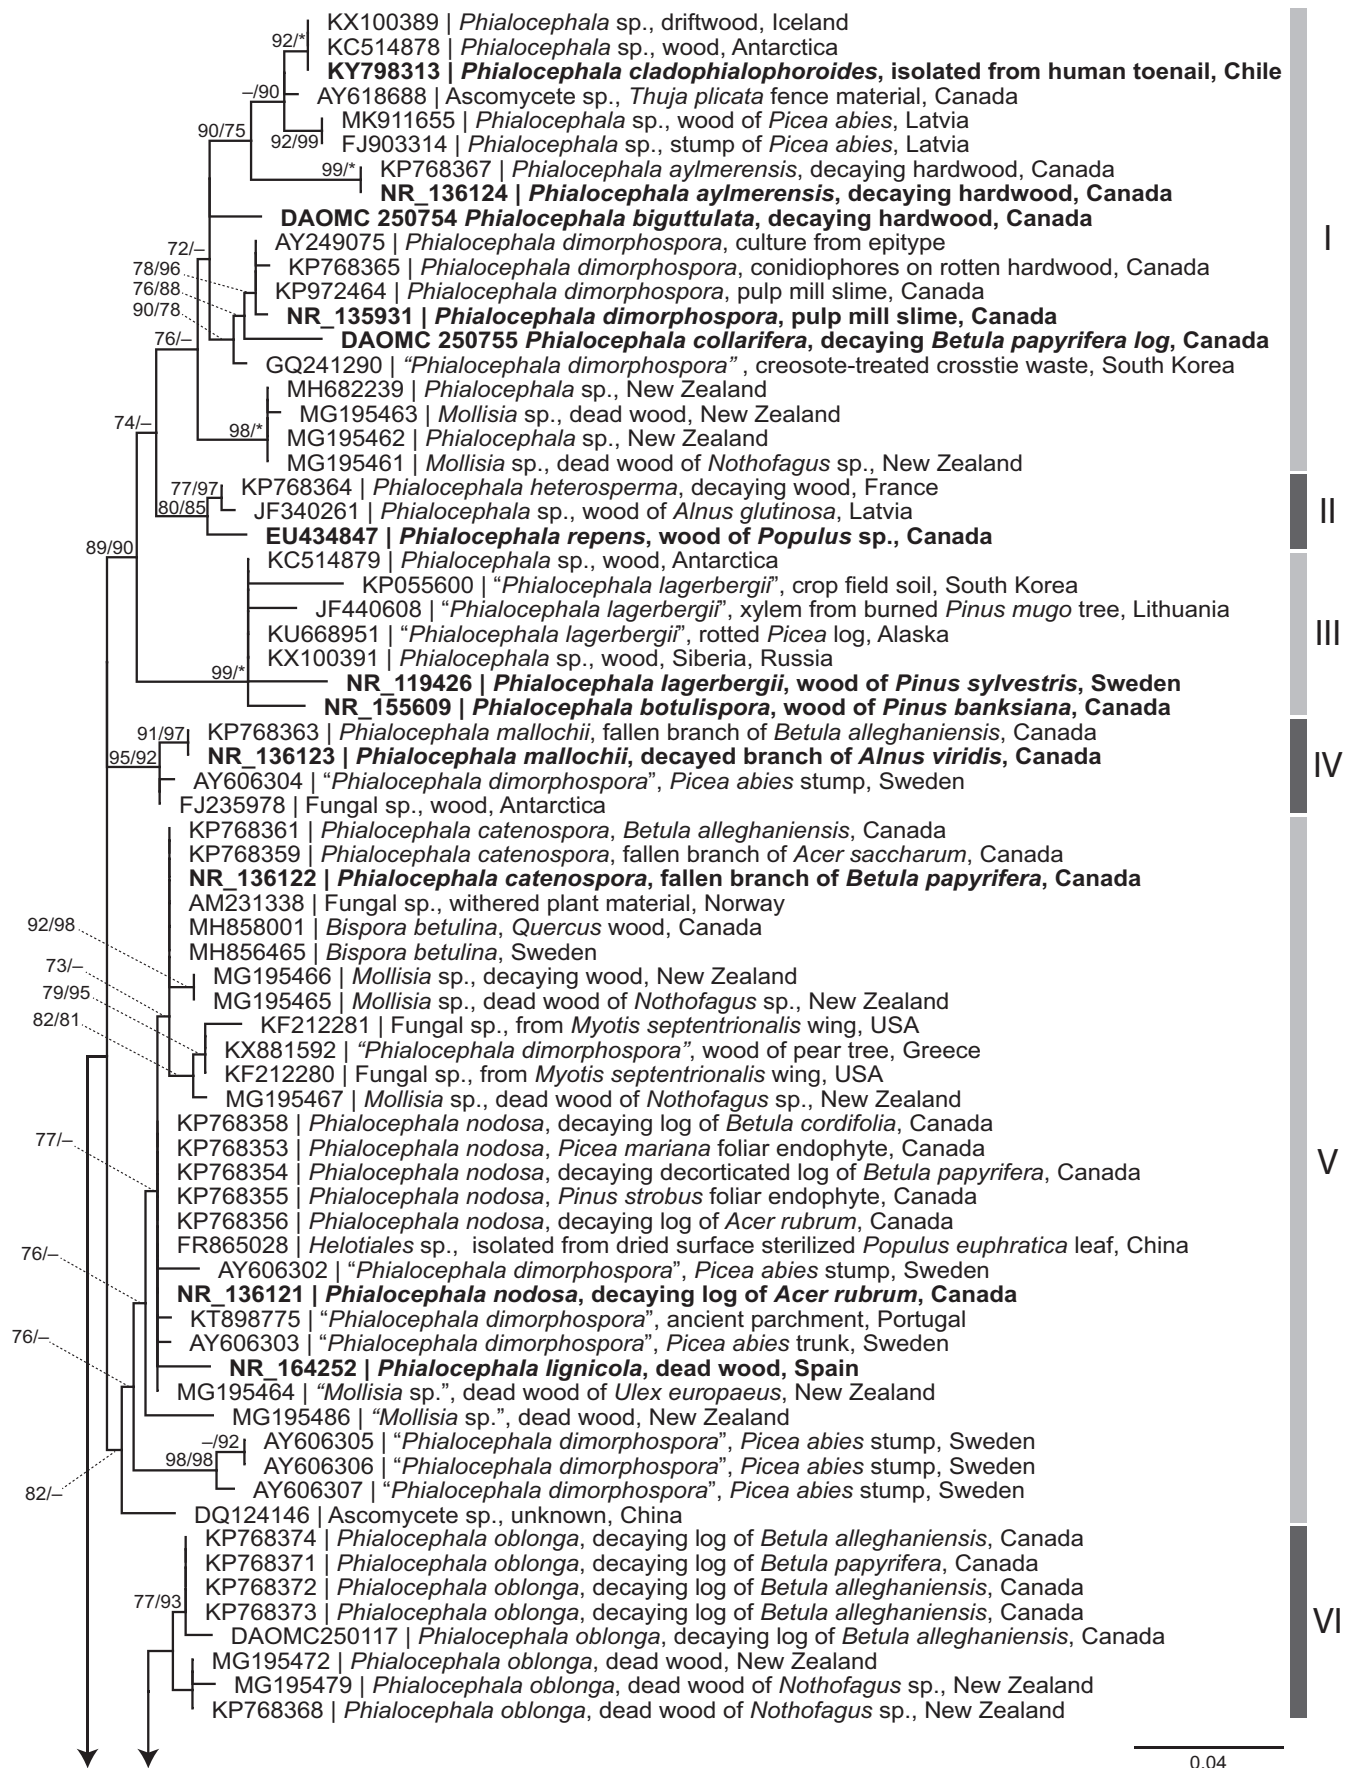 KX100389 | Phialocephala sp., driftwood, Iceland
92/*
KC514878 | Phialocephala sp., wood, Antarctica
KY798313 | Phialocephala cladophialophoroides, isolated from human toenail, Chile
–/90
AY618688 | Ascomycete sp., Thuja plicata fence material, Canada
MK911655 | Phialocephala sp., wood of Picea abies, Latvia
90/75
92/99
FJ903314 | Phialocephala sp., stump of Picea abies, Latvia
99/*
KP768367 | Phialocephala aylmerensis, decaying hardwood, Canada
NR_136124 | Phialocephala aylmerensis, decaying hardwood, Canada
DAOMC 250754 Phialocephala biguttulata, decaying hardwood, Canada
I
72/–
AY249075 | Phialocephala dimorphospora, culture from epitype
78/96
KP768365 | Phialocephala dimorphospora, conidiophores on rotten hardwood, Canada
76/88
KP972464 | Phialocephala dimorphospora, pulp mill slime, Canada
90/78
NR_135931 | Phialocephala dimorphospora, pulp mill slime, Canada
76/–
DAOMC 250755 Phialocephala collarifera, decaying Betula papyrifera log, Canada
GQ241290 | “Phialocephala dimorphospora” , creosote-treated crosstie waste, South Korea
MH682239 | Phialocephala sp., New Zealand
MG195463 | Mollisia sp., dead wood, New Zealand
74/–
98/*
MG195462 | Phialocephala sp., New Zealand
MG195461 | Mollisia sp., dead wood of Nothofagus sp., New Zealand
77/97
KP768364 | Phialocephala heterosperma, decaying wood, France
80/85
JF340261 | Phialocephala sp., wood of Alnus glutinosa, Latvia
II
EU434847 | Phialocephala repens, wood of Populus sp., Canada
89/90
KC514879 | Phialocephala sp., wood, Antarctica
KP055600 | “Phialocephala lagerbergii”, crop field soil, South Korea
JF440608 | “Phialocephala lagerbergii”, xylem from burned Pinus mugo tree, Lithuania
KU668951 | “Phialocephala lagerbergii”, rotted Picea log, Alaska
III
KX100391 | Phialocephala sp., wood, Siberia, Russia
99/*
NR_119426 | Phialocephala lagerbergii, wood of Pinus sylvestris, Sweden
NR_155609 | Phialocephala botulispora, wood of Pinus banksiana, Canada
91/97
KP768363 | Phialocephala mallochii, fallen branch of Betula alleghaniensis, Canada
95/92
NR_136123 | Phialocephala mallochii, decayed branch of Alnus viridis, Canada
IV
AY606304 | “Phialocephala dimorphospora”, Picea abies stump, Sweden
FJ235978 | Fungal sp., wood, Antarctica
KP768361 | Phialocephala catenospora, Betula alleghaniensis, Canada
KP768359 | Phialocephala catenospora, fallen branch of Acer saccharum, Canada
NR_136122 | Phialocephala catenospora, fallen branch of Betula papyrifera, Canada
AM231338 | Fungal sp., withered plant material, Norway
92/98
MH858001 | Bispora betulina, Quercus wood, Canada
MH856465 | Bispora betulina, Sweden
73/–
MG195466 | Mollisia sp., decaying wood, New Zealand
79/95
MG195465 | Mollisia sp., dead wood of Nothofagus sp., New Zealand
82/81
KF212281 | Fungal sp., from Myotis septentrionalis wing, USA
KX881592 | “Phialocephala dimorphospora”, wood of pear tree, Greece
KF212280 | Fungal sp., from Myotis septentrionalis wing, USA
MG195467 | Mollisia sp., dead wood of Nothofagus sp., New Zealand
KP768358 | Phialocephala nodosa, decaying log of Betula cordifolia, Canada
77/–
KP768353 | Phialocephala nodosa, Picea mariana foliar endophyte, Canada
V
KP768354 | Phialocephala nodosa, decaying decorticated log of Betula papyrifera, Canada
KP768355 | Phialocephala nodosa, Pinus strobus foliar endophyte, Canada
KP768356 | Phialocephala nodosa, decaying log of Acer rubrum, Canada
76/–
FR865028 | Helotiales sp., isolated from dried surface sterilized Populus euphratica leaf, China
AY606302 | “Phialocephala dimorphospora”, Picea abies stump, Sweden
NR_136121 | Phialocephala nodosa, decaying log of Acer rubrum, Canada
KT898775 | “Phialocephala dimorphospora”, ancient parchment, Portugal
76/–
AY606303 | “Phialocephala dimorphospora”, Picea abies trunk, Sweden
NR_164252 | Phialocephala lignicola, dead wood, Spain
MG195464 | “Mollisia sp.”, dead wood of Ulex europaeus, New Zealand
MG195486 | “Mollisia sp.”, dead wood, New Zealand
–/92
AY606305 | “Phialocephala dimorphospora”, Picea abies stump, Sweden
98/98
AY606306 | “Phialocephala dimorphospora”, Picea abies stump, Sweden
82/–
AY606307 | “Phialocephala dimorphospora”, Picea abies stump, Sweden
DQ124146 | Ascomycete sp., unknown, China
KP768374 | Phialocephala oblonga, decaying log of Betula alleghaniensis, Canada
KP768371 | Phialocephala oblonga, decaying log of Betula papyrifera, Canada
KP768372 | Phialocephala oblonga, decaying log of Betula alleghaniensis, Canada
77/93
KP768373 | Phialocephala oblonga, decaying log of Betula alleghaniensis, Canada
VI
DAOMC250117 | Phialocephala oblonga, decaying log of Betula alleghaniensis, Canada
MG195472 | Phialocephala oblonga, dead wood, New Zealand
MG195479 | Phialocephala oblonga, dead wood of Nothofagus sp., New Zealand
KP768368 | Phialocephala oblonga, dead wood of Nothofagus sp., New Zealand
0.04